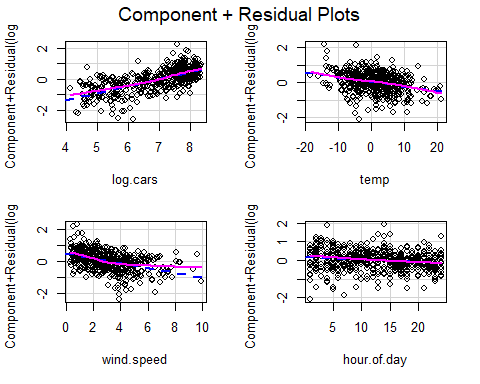 Component + Residual Plots
Component+Residual(log
2
0
-2
4 5 6 7 8
log.cars
Component+Residual(log
2
0
-2
-20 -10 0 10 20
temp
Component+Residual(log
2
0
-2
0 2 4 6 8 10
wind.speed
Component+Residual(log
2
1
0
-2
5 10 15 20
hour.of.day